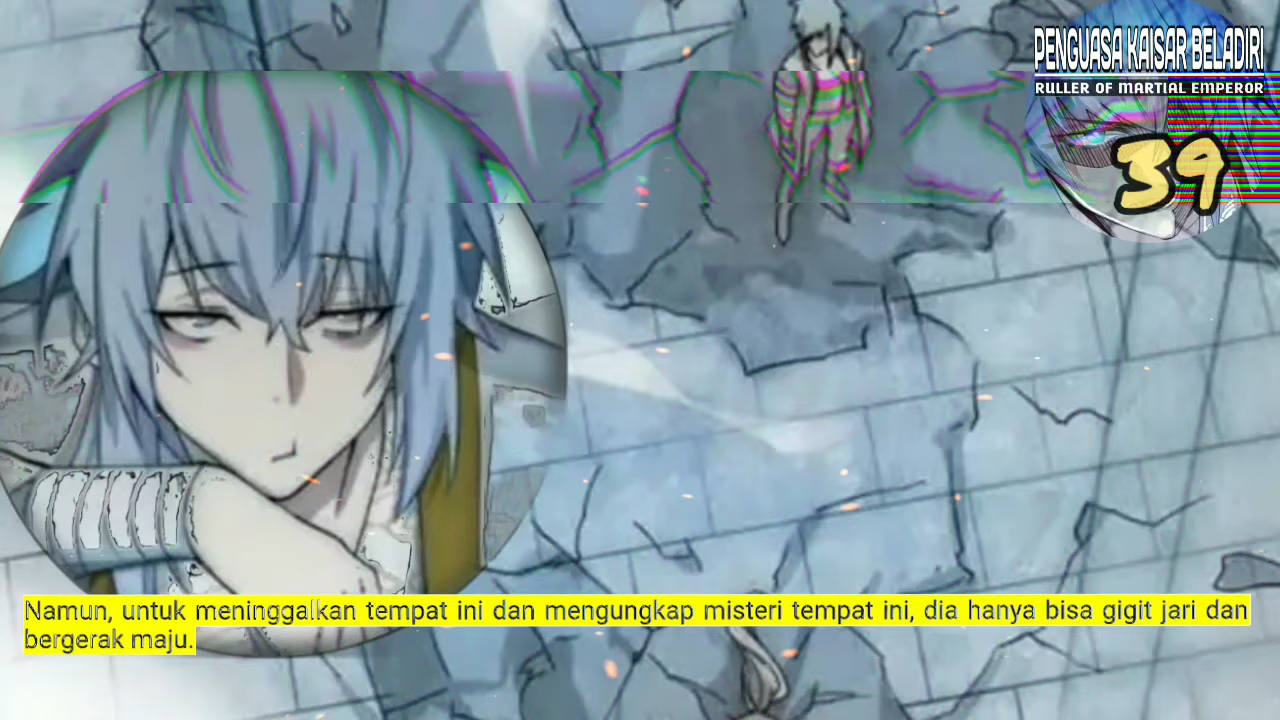 PENGUASA KAISAR BELADIRI
RULLER OF MARTIAL EMPEROR
39
Namun, untuk meninggalkan tempat ini dan mengungkap misteri tempat ini, dia hanya bisa gigit jari dan
bergerak maju.